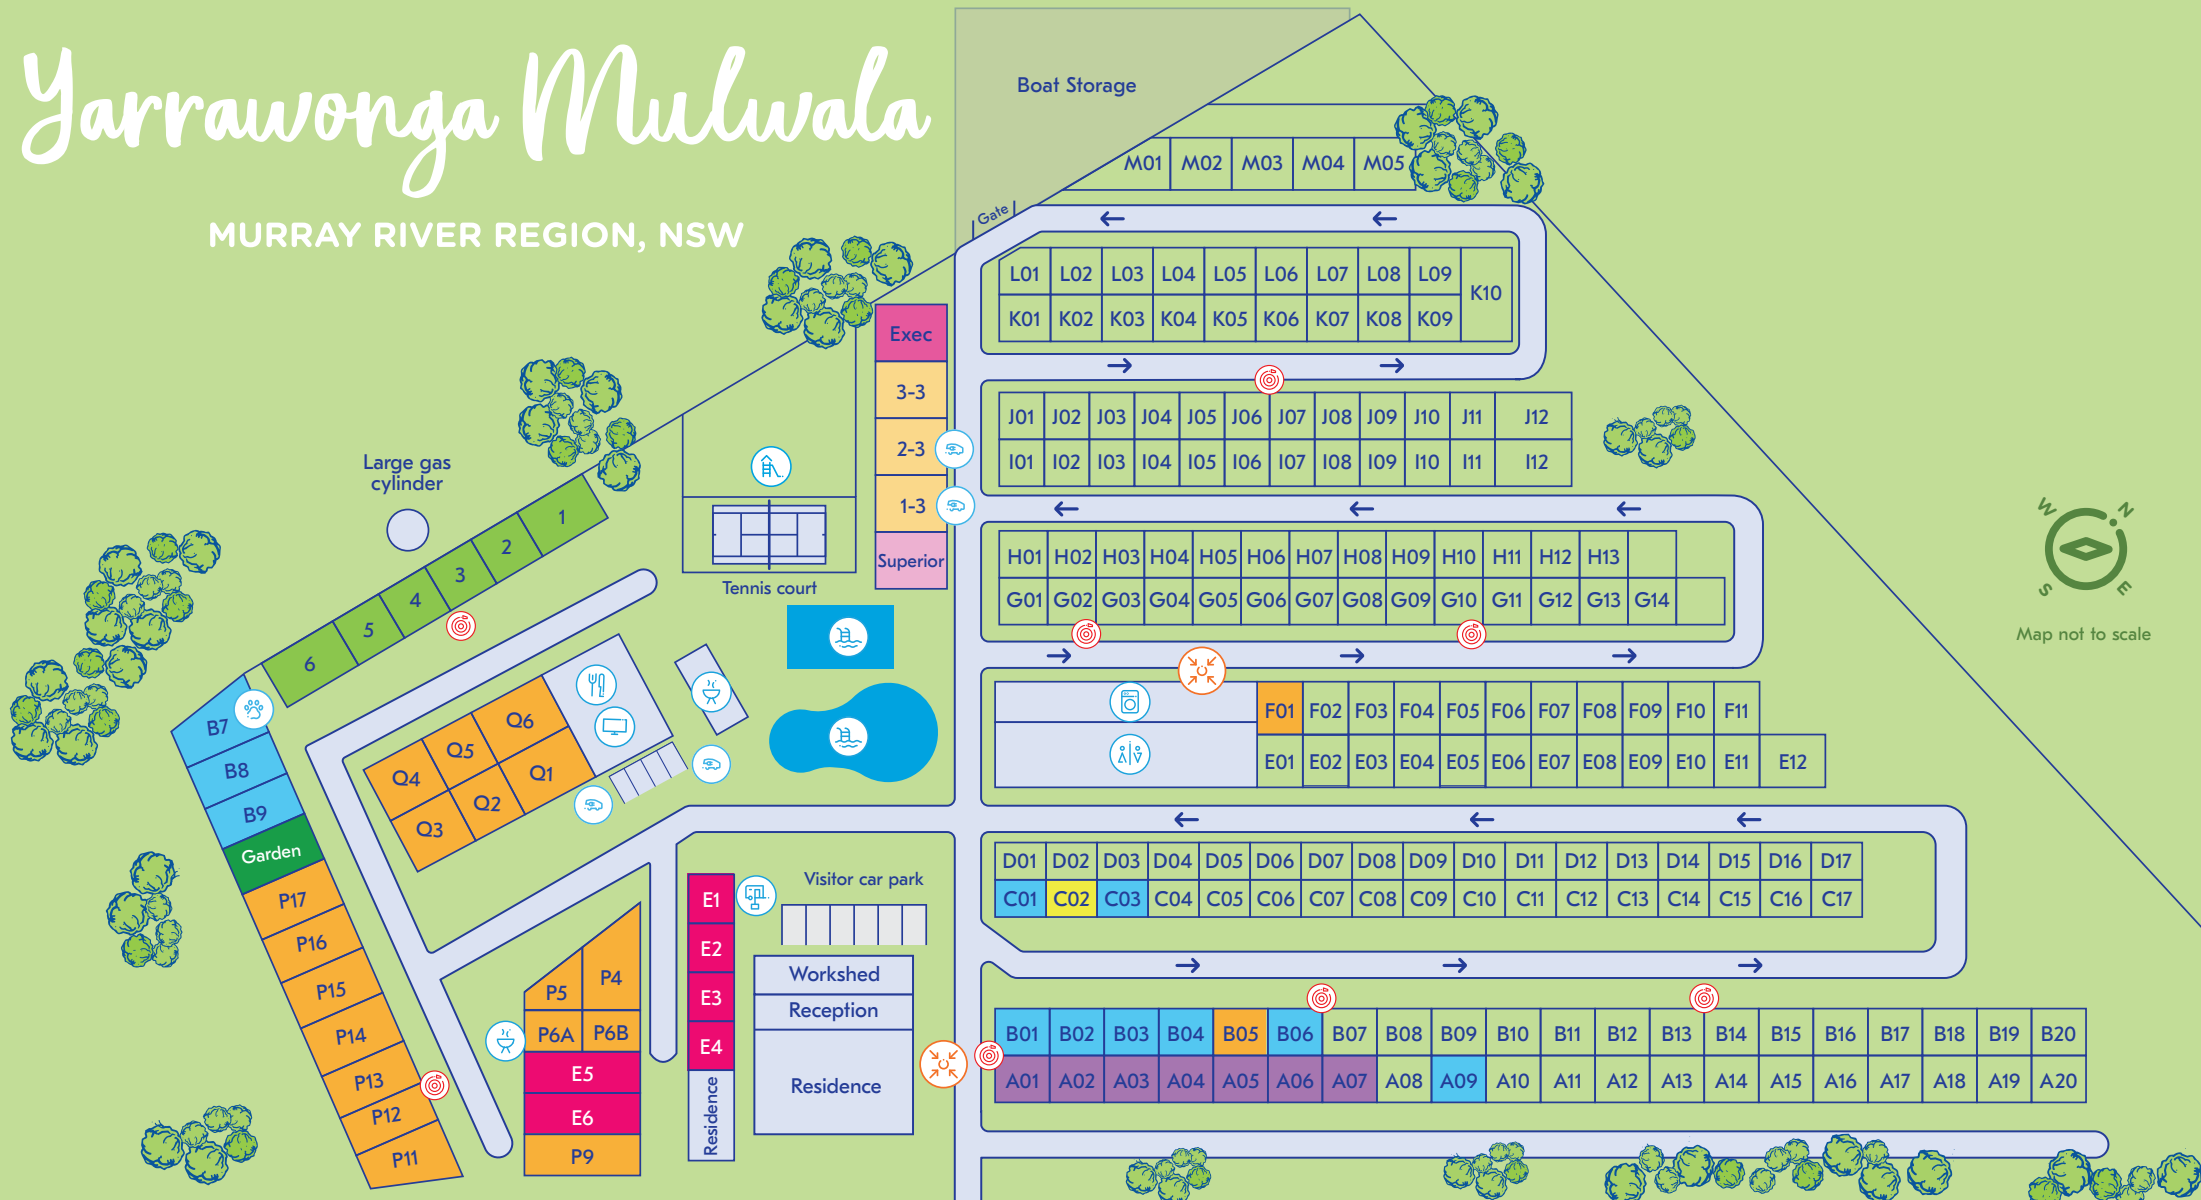 Yarrawonga Mulwala
MURRAY RIVER REGION, NSW
Boat Storage
Gate
M01 M02 M03 M04 M05
L01 L02 L03 L04 L05 L06 L07 L08 L09
K10
K01 K02 K03 K04 K05 K06 K07 K08 K09
Exec
3-3
2-3
1-3
Superior
J01 J02 J03 J04 J05 J06 J07 J08 J09 J10 J11 J12
I01 I02 I03 I04 I05 I06 I07 I08 I09 I10 I11 I12
Large gas
cylinder
1
2
3
4
5
6
Tennis court
H01 H02 H03 H04 H05 H06 H07 H08 H09 H10 H11 H12 H13
G01 G02 G03 G04 G05 G06 G07 G08 G09 G10 G11 G12 G13 G14
W N
S E
Map not to scale
F01 F02 F03 F04 F05 F06 F07 F08 F09 F10 F11
E01 E02 E03 E04 E05 E06 E07 E08 E09 E10 E11 E12
B7
B8
B9
Garden
P17
P16
P15
P14
P13
P12
P11
Q6
Q5
Q4
Q1
Q2
Q3
D01 D02 D03 D04 D05 D06 D07 D08 D09 D10 D11 D12 D13 D14 D15 D16 D17
C01 C02 C03 C04 C05 C06 C07 C08 C09 C10 C11 C12 C13 C14 C15 C16 C17
P4
P5
P6A P6B
E5
E6
P9
E1
E2
E3
E4
Residence
Visitor car park
Workshed
Reception
Residence
B01 B02 B03 B04 B05 B06 B07 B08 B09 B10 B11 B12 B13 B14 B15 B16 B17 B18 B19 B20
A01 A02 A03 A04 A05 A06 A07 A08 A09 A10 A11 A12 A13 A14 A15 A16 A17 A18 A19 A20